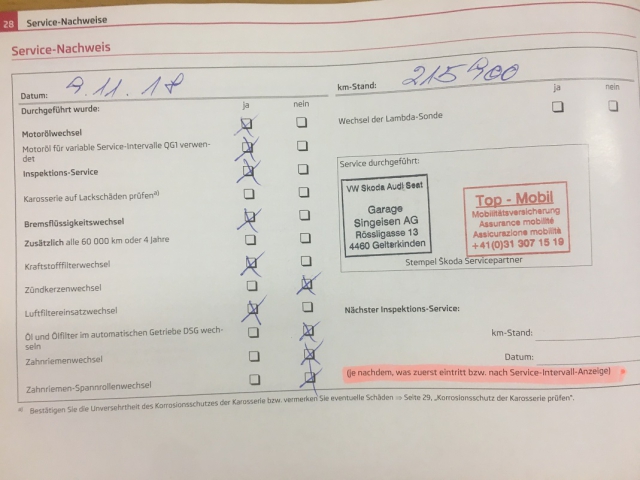 28 Service-Nachweise
Service-Nachweis
Datum: 9.11.18
km-Stand: 215900
Durchgeführt wurde: ja nein
Motorölwechsel
Motoröl für variable Service-Intervalle QG1 verwen-
det
Inspektions-Service
Karosserie auf Lackschäden prüfen a)
Bremsflüssigkeitswechsel
Zusätzlich alle 60 000 km oder 4 Jahre
Kraftstofffilterwechsel
Zündkerzenwechsel
Luftfiltereinsatzwechsel
Öl und Ölfilter im automatischen Getriebe DSG wech-
seln
Zahnriemenwechsel
Zahnriemen-Spannrollenwechsel
ja nein
Wechsel der Lambda-Sonde
Service durchgeführt:
VW Skoda Audi Seat
Garage
Singeisen AG
Rössligasse 13
4460 Gelterkinden
Top - Mobil
Mobilitätsversicherung
Assurance mobilité
Assicurazione mobilità
+41(0)31 307 15 19
Stempel Škoda Servicepartner
Nächster Inspektions-Service:
km-Stand:
Datum:
(je nachdem, was zuerst eintritt bzw. nach Service-Intervall-Anzeige)
a) Bestätigen Sie die Unversehrtheit des Korrosionsschutzes der Karosserie bzw. vermerken Sie eventuelle Schäden ⇒ Seite 29, „Korrosionsschutz der Karosserie prüfen".